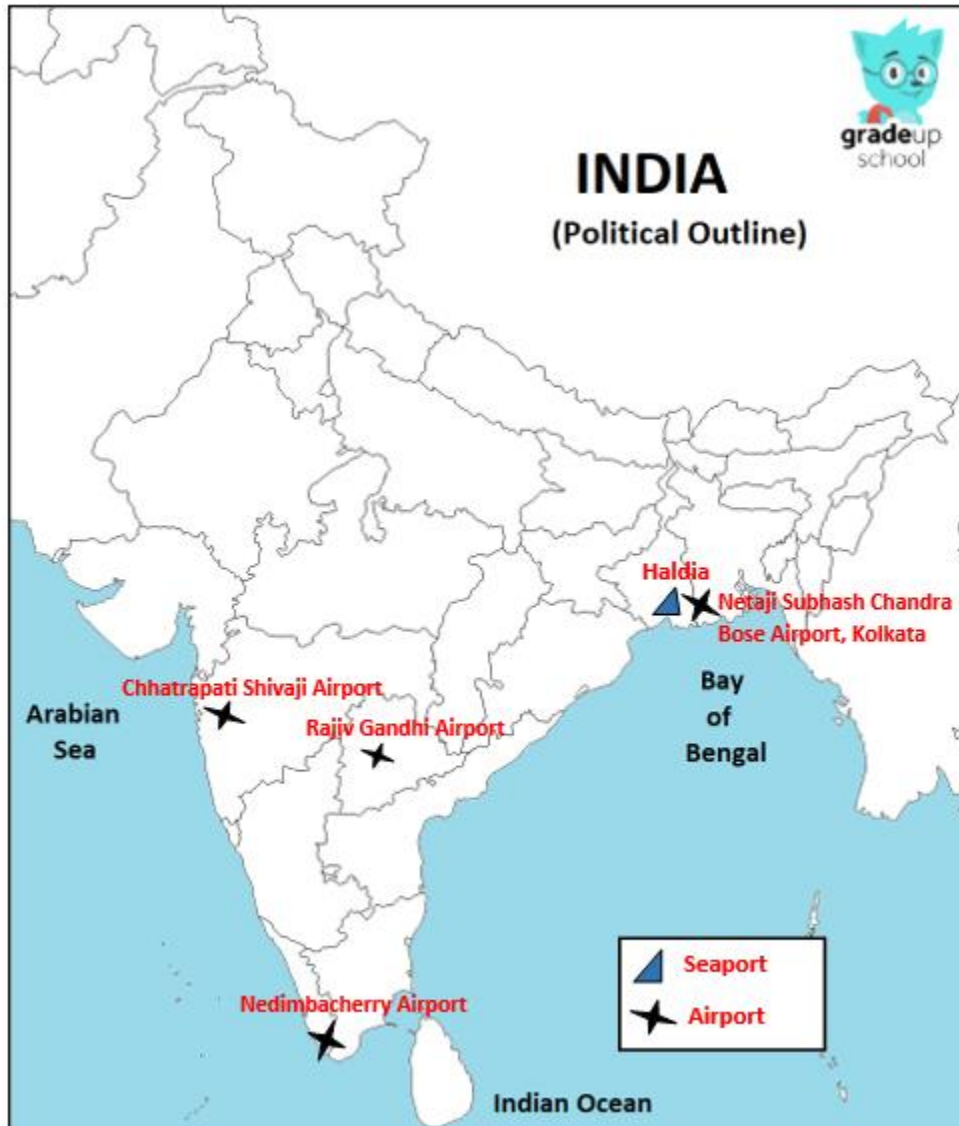 gradeup
school
INDIA
(Political Outline)
Haldia
Netaji Subhash Chandra
Bose Airport, Kolkata
Chhatrapati Shivaji Airport
Arabian
Sea
Rajiv Gandhi Airport
Bay
of
Bengal
Seaport
Airport
Nedimbacherry Airport
Indian Ocean